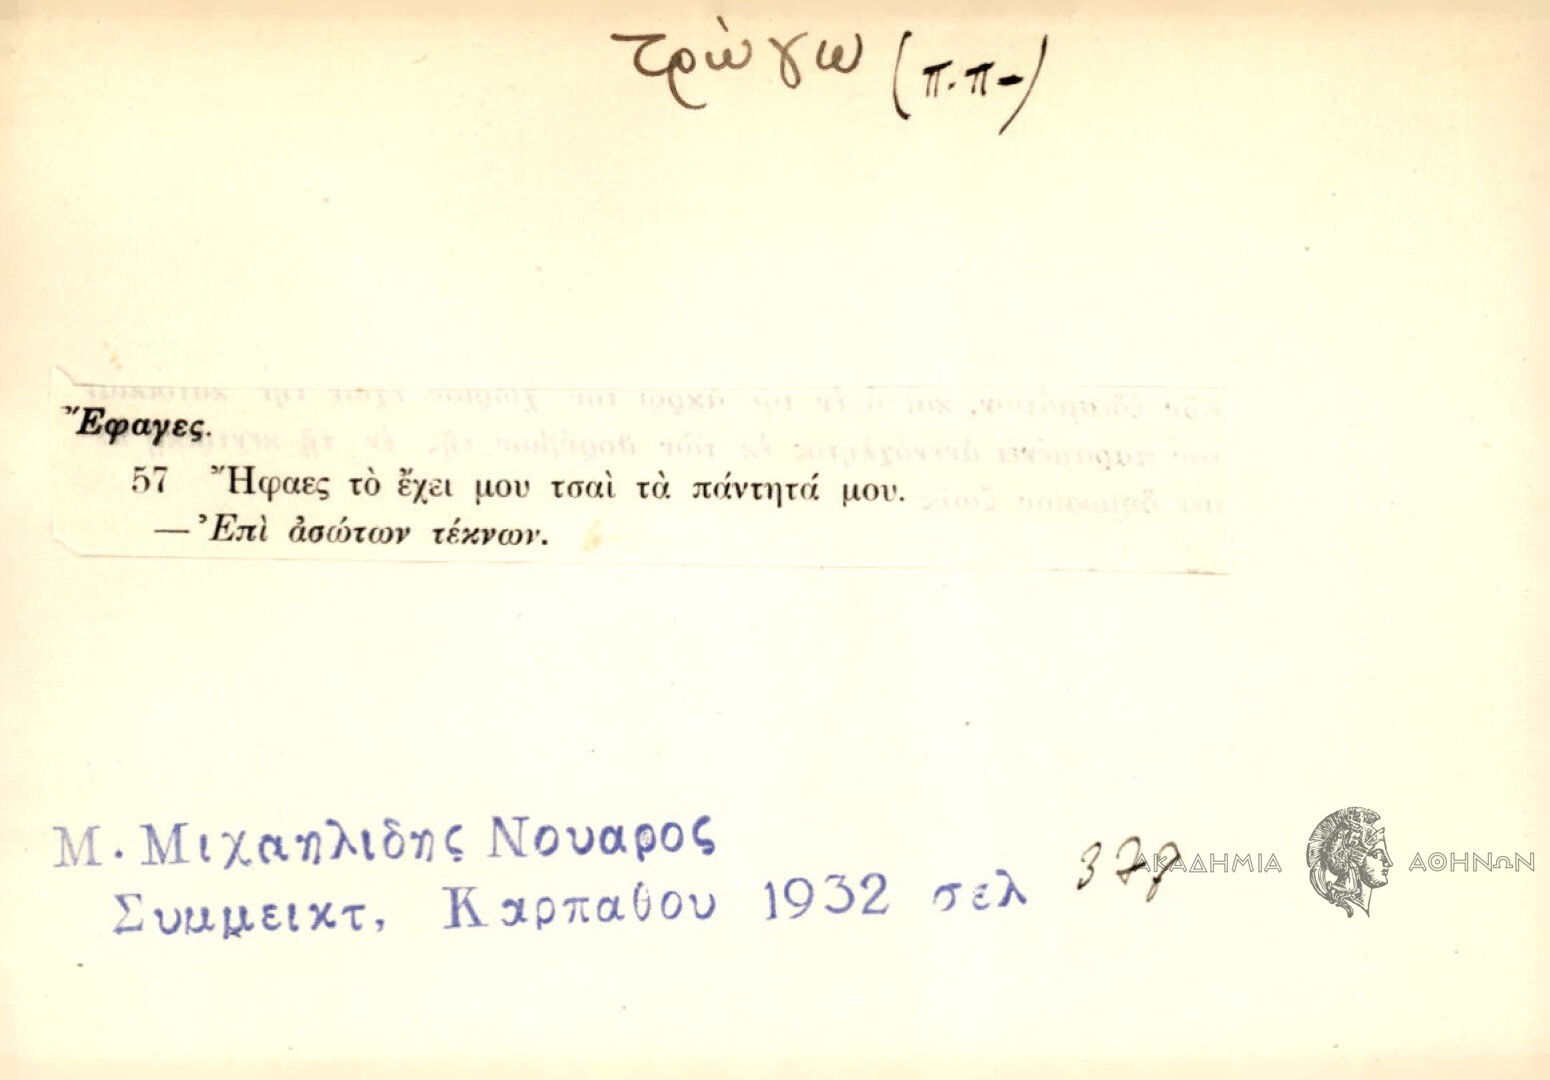 τρώγω (π.π-)
Ἔφαγες.
57 Ἤφαες τὸ ἔχει μου τσαὶ τὰ πάντητά μου.
— Ἐπὶ ἀσώτων τέκνων.
Μ. Μιχαηλιδης Νουαρος
Συμμεικτ, Καρπαθου 1932 σελ
ΑΚΑΔΗΜΙΑ ΑΘΗΝΩΝ